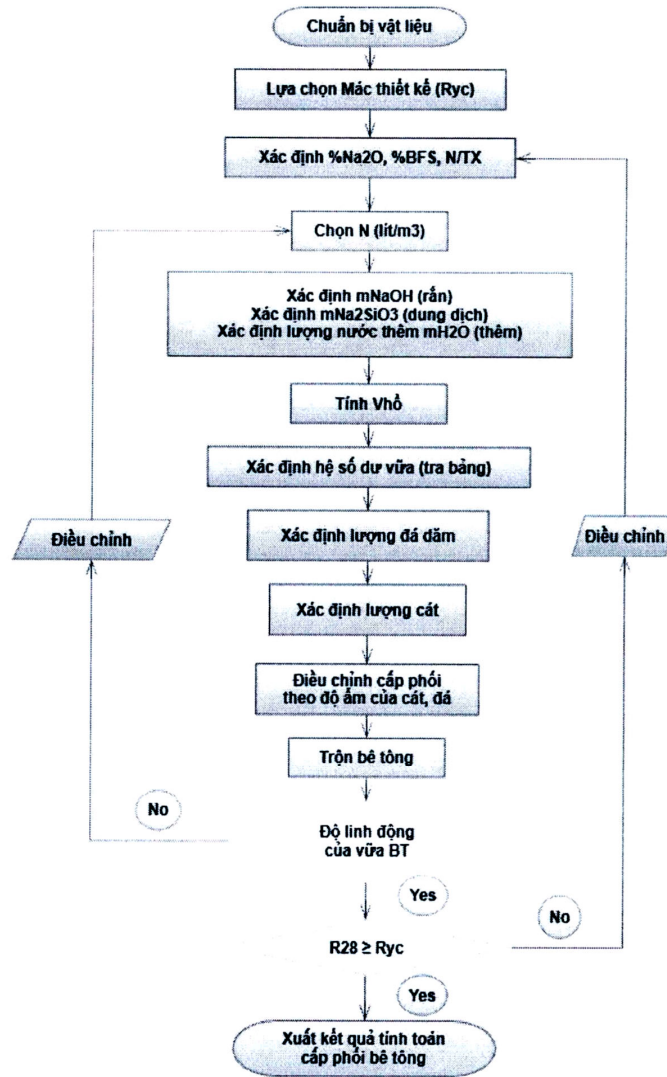 Chuẩn bị vật liệu
Lựa chọn Mác thiết kế (Ryc)
Xác định %Na2O, %BFS, N/TX
Chọn N (lít/m3)
Xác định mNaOH (rắn)
Xác định mNa2SiO3 (dung dịch)
Xác định lượng nước thêm mH2O (thêm)
Tính Vhồ
Xác định hệ số dư vữa (tra bảng)
Điều chỉnh
Xác định lượng đá dăm
Điều chỉnh
Xác định lượng cát
Điều chỉnh cấp phối
theo độ ẩm của cát, đá
Trộn bê tông
No
Độ linh động
của vữa BT
Yes
No
R28 ≥ Ryc
Yes
Xuất kết quả tính toán
cấp phối bê tông